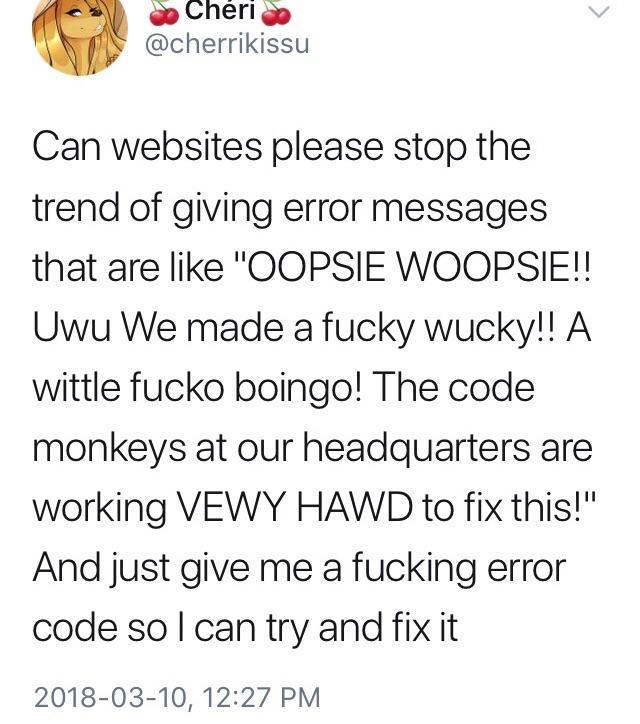 🍒 Chéri 🍒
@cherrikissu
Can websites please stop the
trend of giving error messages
that are like "OOPSIE WOOPSIE!!
Uwu We made a fucky wucky!! A
wittle fucko boingo! The code
monkeys at our headquarters are
working VEWY HAWD to fix this!"
And just give me a fucking error
code so I can try and fix it
2018-03-10, 12:27 PM